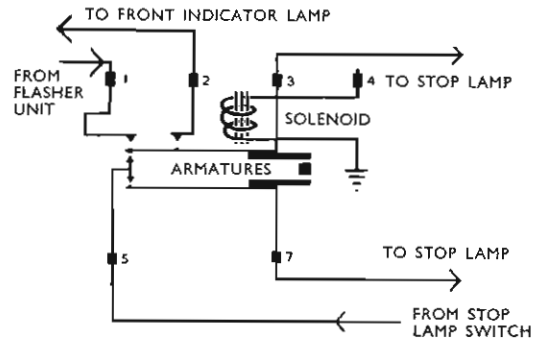 TO FRONT INDICATOR LAMP
FROM
FLASHER
UNIT
1
2
3
4
TO STOP LAMP
SOLENOID
ARMATURES
5
7
TO STOP LAMP
FROM STOP
LAMP SWITCH